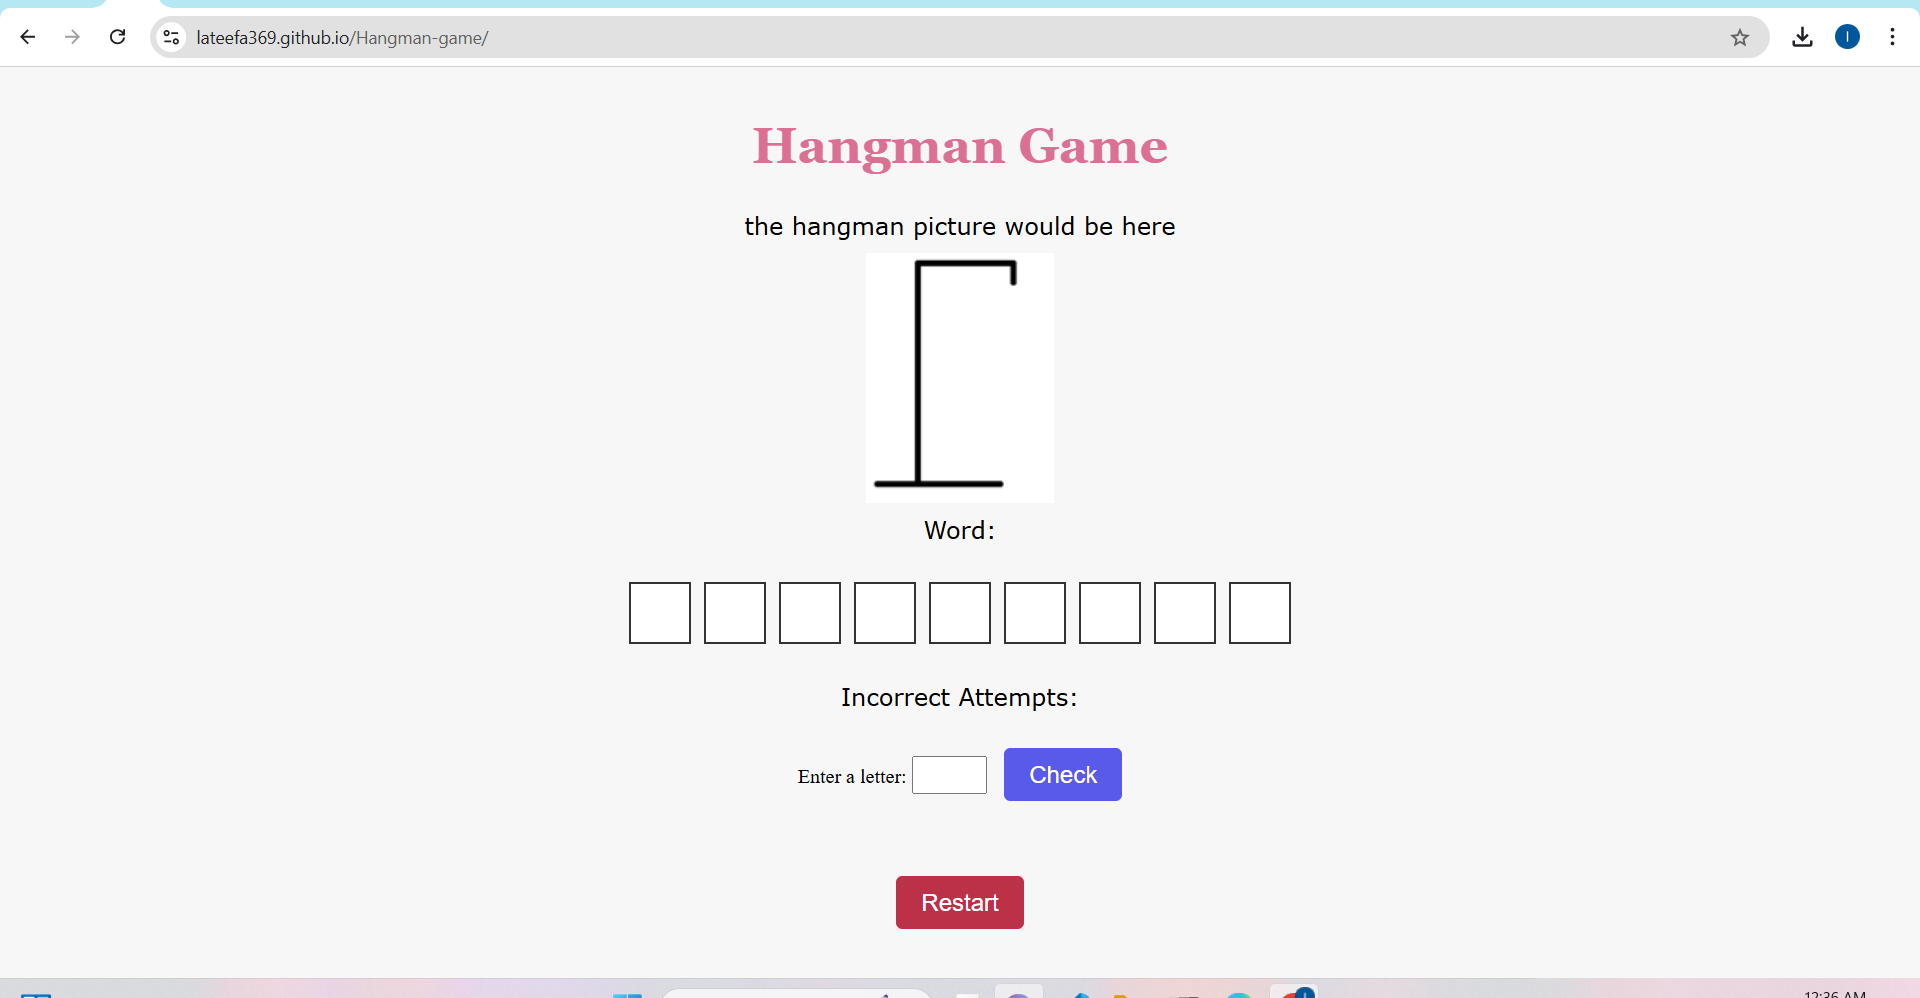 lateefa369.github.io/Hangman-game/
I
Hangman Game
the hangman picture would be here
Word:
Incorrect Attempts:
Enter a letter:
Check
Restart
12:36 AM